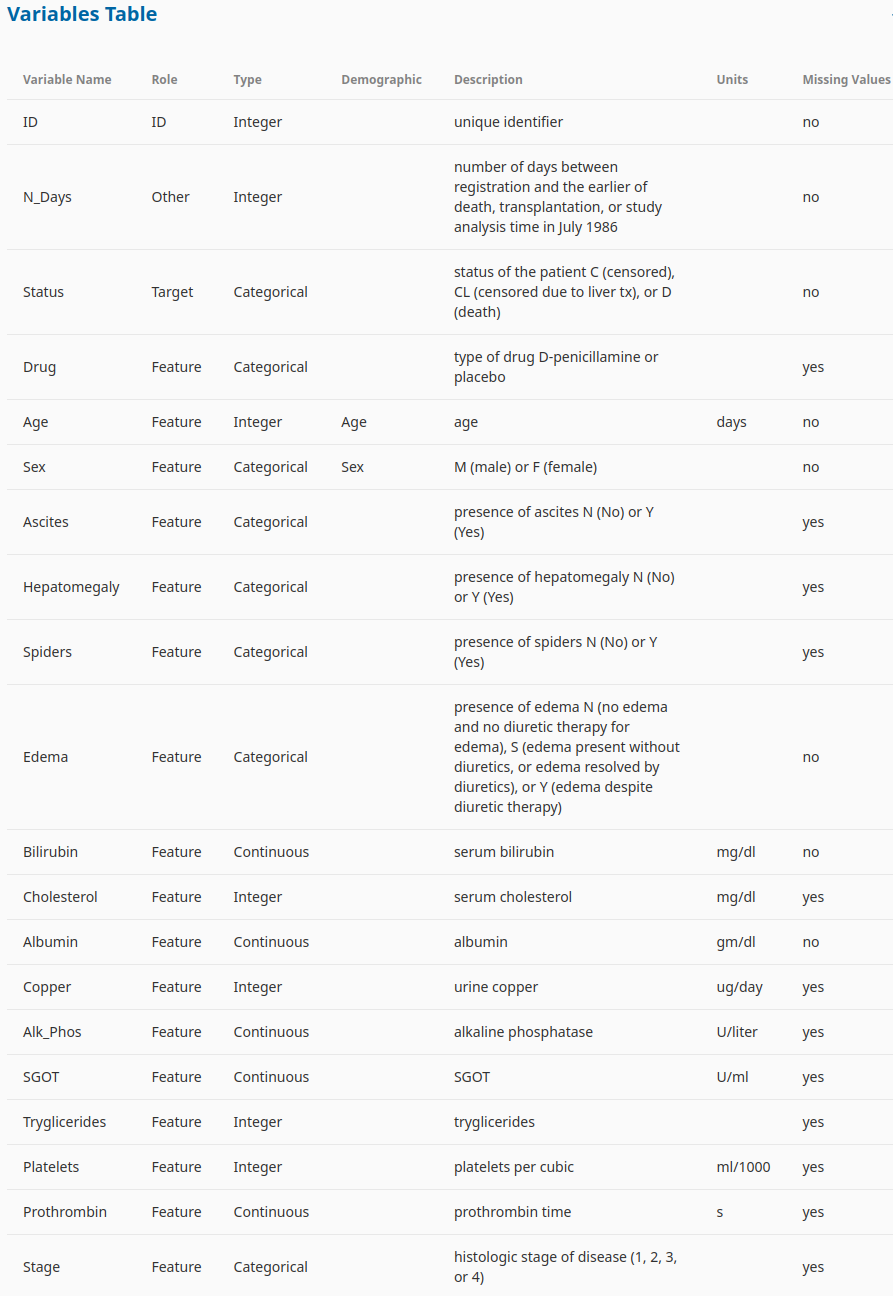 Variables Table
Variable Name Role Type Demographic Description Units Missing Values
ID ID Integer unique identifier no
number of days between
registration and the earlier of
N_Days Other Integer death, transplantation, or study no
analysis time in July 1986
status of the patient C (censored),
Status Target Categorical CL (censored due to liver tx), or D no
(death)
Drug Feature Categorical type of drug D-penicillamine or yes
placebo
Age Feature Integer Age age days no
Sex Feature Categorical Sex M (male) or F (female) no
Ascites Feature Categorical presence of ascites N (No) or Y yes
(Yes)
Hepatomegaly Feature Categorical presence of hepatomegaly N (No) yes
or Y (Yes)
Spiders Feature Categorical presence of spiders N (No) or Y yes
(Yes)
presence of edema N (no edema
and no diuretic therapy for
edema), S (edema present without
Edema Feature Categorical diuretics, or edema resolved by no
diuretics), or Y (edema despite
diuretic therapy)
Bilirubin Feature Continuous serum bilirubin mg/dl no
Cholesterol Feature Integer serum cholesterol mg/dl yes
Albumin Feature Continuous albumin gm/dl no
Copper Feature Integer urine copper ug/day yes
Alk_Phos Feature Continuous alkaline phosphatase U/liter yes
SGOT Feature Continuous SGOT U/ml yes
Tryglicerides Feature Integer tryglicerides yes
Platelets Feature Integer platelets per cubic ml/1000 yes
Prothrombin Feature Continuous prothrombin time s yes
Stage Feature Categorical histologic stage of disease (1, 2, 3, yes
or 4)